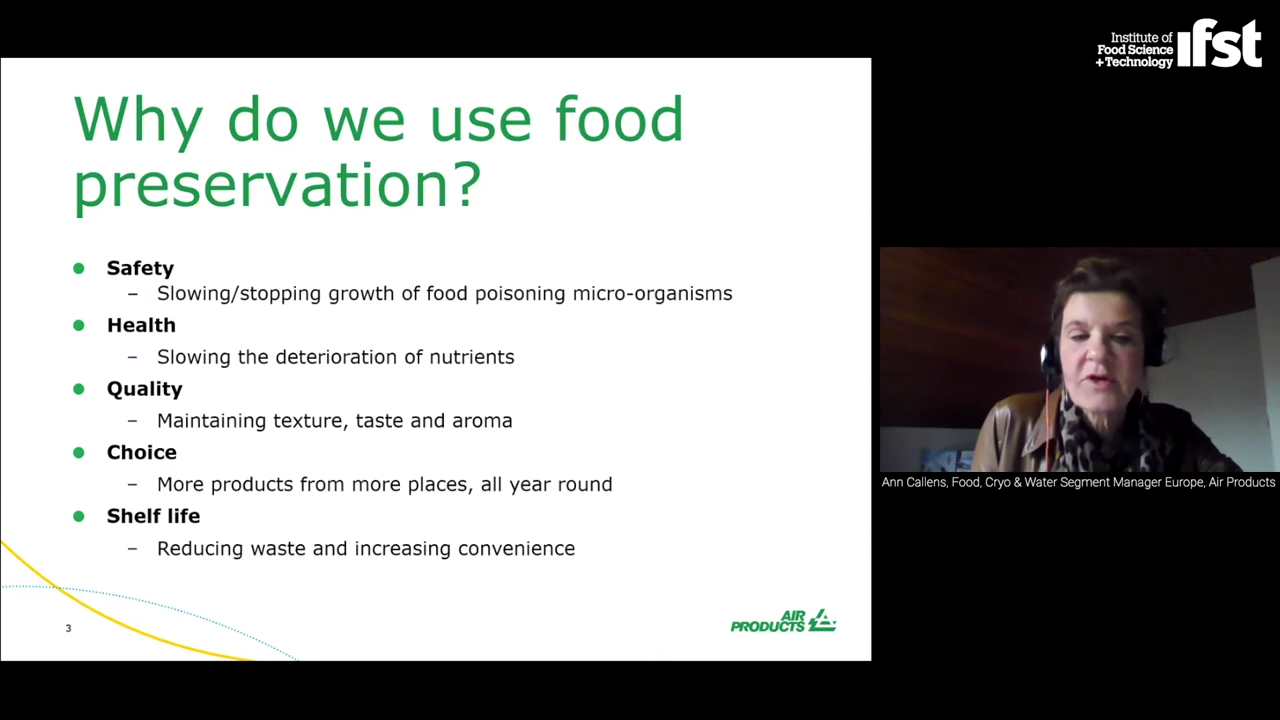 Institute of
Food Science
+Technology
ifst
Why do we use food
preservation?
Safety
– Slowing/stopping growth of food poisoning micro-organisms
Health
– Slowing the deterioration of nutrients
Quality
– Maintaining texture, taste and aroma
Choice
– More products from more places, all year round
Shelf life
– Reducing waste and increasing convenience
3
AIR
PRODUCTS
Ann Callens, Food, Cryo & Water Segment Manager Europe, Air Products